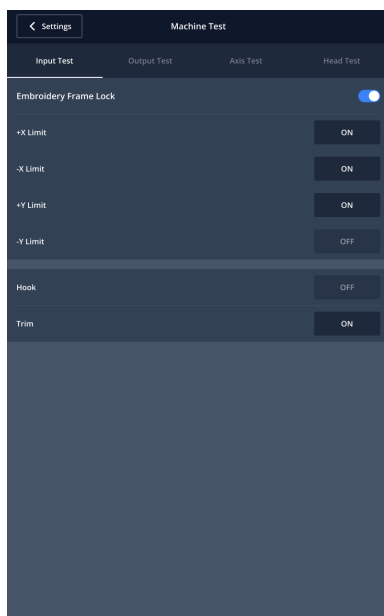 Settings
Machine Test
Input Test
Output Test
Axis Test
Head Test
Embroidery Frame Lock
+X Limit
ON
-X Limit
ON
+Y Limit
ON
-Y Limit
OFF
Hook
OFF
Trim
ON